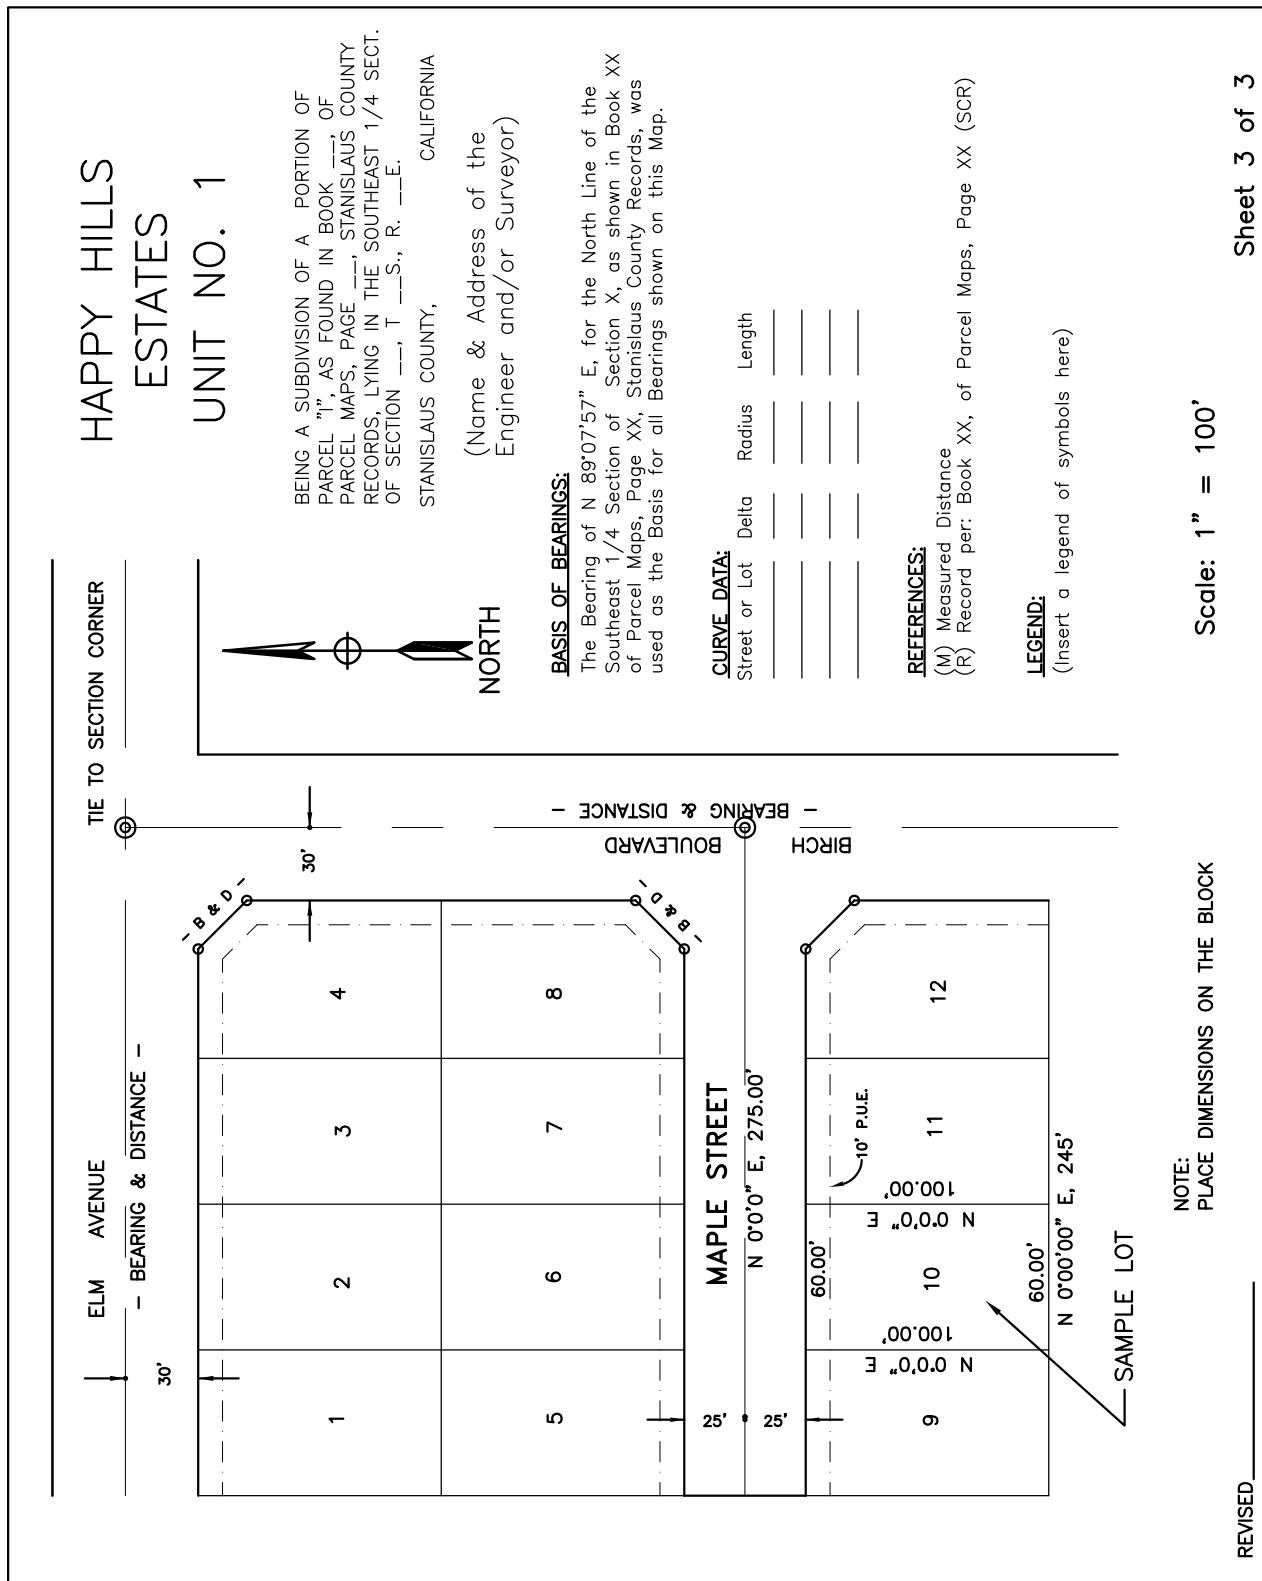 HAPPY HILLS
ESTATES
UNIT NO. 1
BEING A SUBDIVISION OF A PORTION OF
PARCEL "1", AS FOUND IN BOOK __, OF
PARCEL MAPS, PAGE __, STANISLAUS COUNTY
RECORDS, LYING IN THE SOUTHEAST 1/4 SECT.
OF SECTION __, T __S., R. __E.
STANISLAUS COUNTY, CALIFORNIA
(Name & Address of the
Engineer and/or Surveyor)
BASIS OF BEARINGS:
The Bearing of N 89°07'57" E, for the North Line of the
Southeast 1/4 Section of Section X, as shown in Book XX
of Parcel Maps, Page XX, Stanislaus County Records, was
used as the Basis for all Bearings shown on this Map.
CURVE DATA:
Street or Lot Delta Radius Length
REFERENCES:
(M) Measured Distance
(R) Record per: Book XX, of Parcel Maps, Page XX (SCR)
LEGEND:
(Insert a legend of symbols here)
Scale: 1" = 100'
Sheet 3 of 3
TIE TO SECTION CORNER
NORTH
ELM AVENUE
- BEARING & DISTANCE -
30'
30'
- B & D -
- B & D -
- BEARING & DISTANCE -
BIRCH BOULEVARD
1
2
3
4
5
6
7
8
MAPLE STREET
N 0°0'0" E, 275.00'
25'
25'
60.00'
10' P.U.E.
9
N 0°0'0" E
100.00'
10
N 0°0'0" E
100.00'
11
12
60.00'
N 0°00'00" E, 245'
SAMPLE LOT
NOTE:
PLACE DIMENSIONS ON THE BLOCK
REVISED____